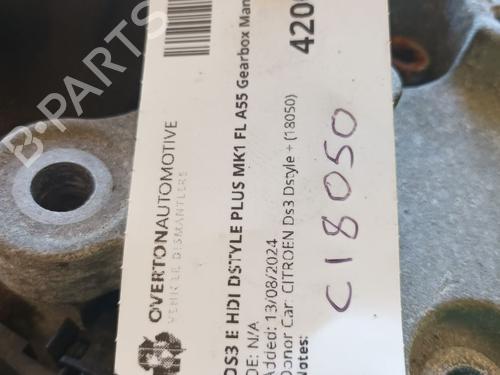 OVERTONAUTOMOTIVE
VEHICLE DISMANTLERS
420
DS3 E HDI DSTYLE PLUS MK1 FL A55 Gearbox Man
DE: N/A
Added: 13/08/2024
Donor Car: CITROEN Ds3 Dstyle + (18050)
Notes:
C18050
B-PARTS